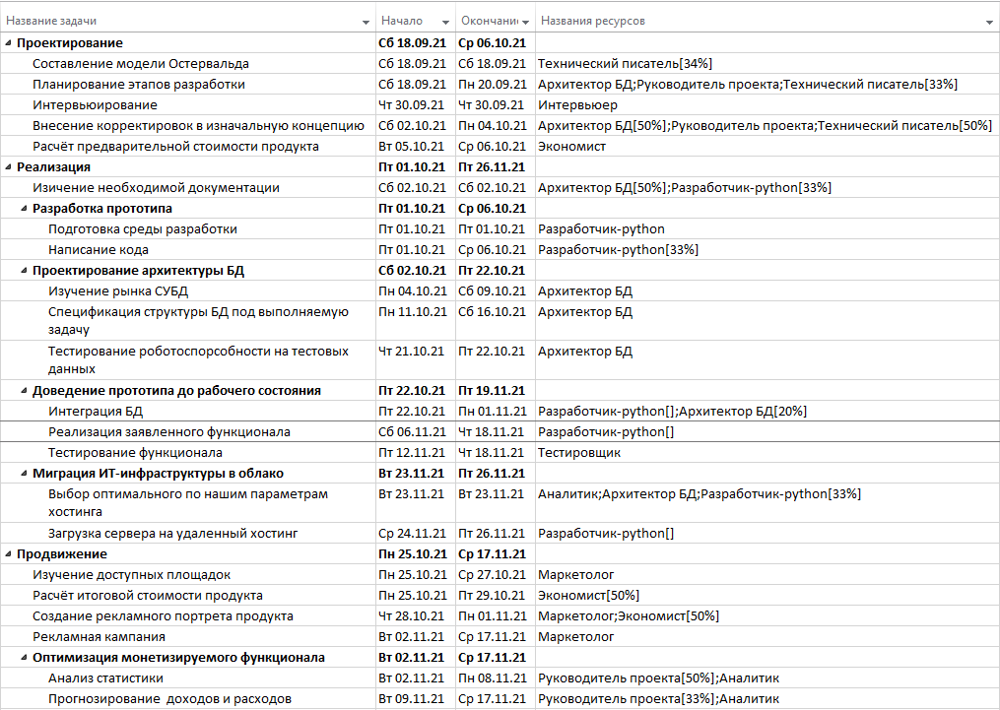 Название задачи Начало Окончани Названия ресурсов
Проектирование Сб 18.09.21 Ср 06.10.21
Составление модели Остервальда Сб 18.09.21 Сб 18.09.21 Технический писатель[34%]
Планирование этапов разработки Сб 18.09.21 Пн 20.09.21 Архитектор БД;Руководитель проекта;Технический писатель[33%]
Интервьюирование Чт 30.09.21 Чт 30.09.21 Интервьюер
Внесение корректировок в изначальную концепцию Сб 02.10.21 Пн 04.10.21 Архитектор БД[50%];Руководитель проекта;Технический писатель[50%]
Расчёт предварительной стоимости продукта Вт 05.10.21 Ср 06.10.21 Экономист
Реализация Пт 01.10.21 Пт 26.11.21
Изичение необходимой документации Сб 02.10.21 Сб 02.10.21 Архитектор БД[50%];Разработчик-python[33%]
Разработка прототипа Пт 01.10.21 Ср 06.10.21
Подготовка среды разработки Пт 01.10.21 Пт 01.10.21 Разработчик-python
Написание кода Пт 01.10.21 Ср 06.10.21 Разработчик-python[33%]
Проектирование архитектуры БД Сб 02.10.21 Пт 22.10.21
Изучение рынка СУБД Пн 04.10.21 Сб 09.10.21 Архитектор БД
Спецификация структуры БД под выполняемую Пн 11.10.21 Сб 16.10.21 Архитектор БД
задачу
Тестирование роботоспорсобности на тестовых Чт 21.10.21 Пт 22.10.21 Архитектор БД
данных
Доведение прототипа до рабочего состояния Пт 22.10.21 Пт 19.11.21
Интеграция БД Пт 22.10.21 Пн 01.11.21 Разработчик-python[];Архитектор БД[20%]
Реализация заявленного функционала Сб 06.11.21 Чт 18.11.21 Разработчик-python[]
Тестирование функционала Пт 12.11.21 Чт 18.11.21 Тестировщик
Миграция ИТ-инфраструктуры в облако Вт 23.11.21 Пт 26.11.21
Выбор оптимального по нашим параметрам Вт 23.11.21 Вт 23.11.21 Аналитик;Архитектор БД;Разработчик-python[33%]
хостинга
Загрузка сервера на удаленный хостинг Ср 24.11.21 Пт 26.11.21 Разработчик-python[]
Продвижение Пн 25.10.21 Ср 17.11.21
Изучение доступных площадок Пн 25.10.21 Ср 27.10.21 Маркетолог
Расчёт итоговой стоимости продукта Пн 25.10.21 Пт 29.10.21 Экономист[50%]
Создание рекламного портрета продукта Чт 28.10.21 Пн 01.11.21 Маркетолог;Экономист[50%]
Рекламная кампания Вт 02.11.21 Ср 17.11.21 Маркетолог
Оптимизация монетизируемого функционала Вт 02.11.21 Ср 17.11.21
Анализ статистики Вт 02.11.21 Пн 08.11.21 Руководитель проекта[50%];Аналитик
Прогнозирование доходов и расходов Вт 09.11.21 Ср 17.11.21 Руководитель проекта[33%];Аналитик